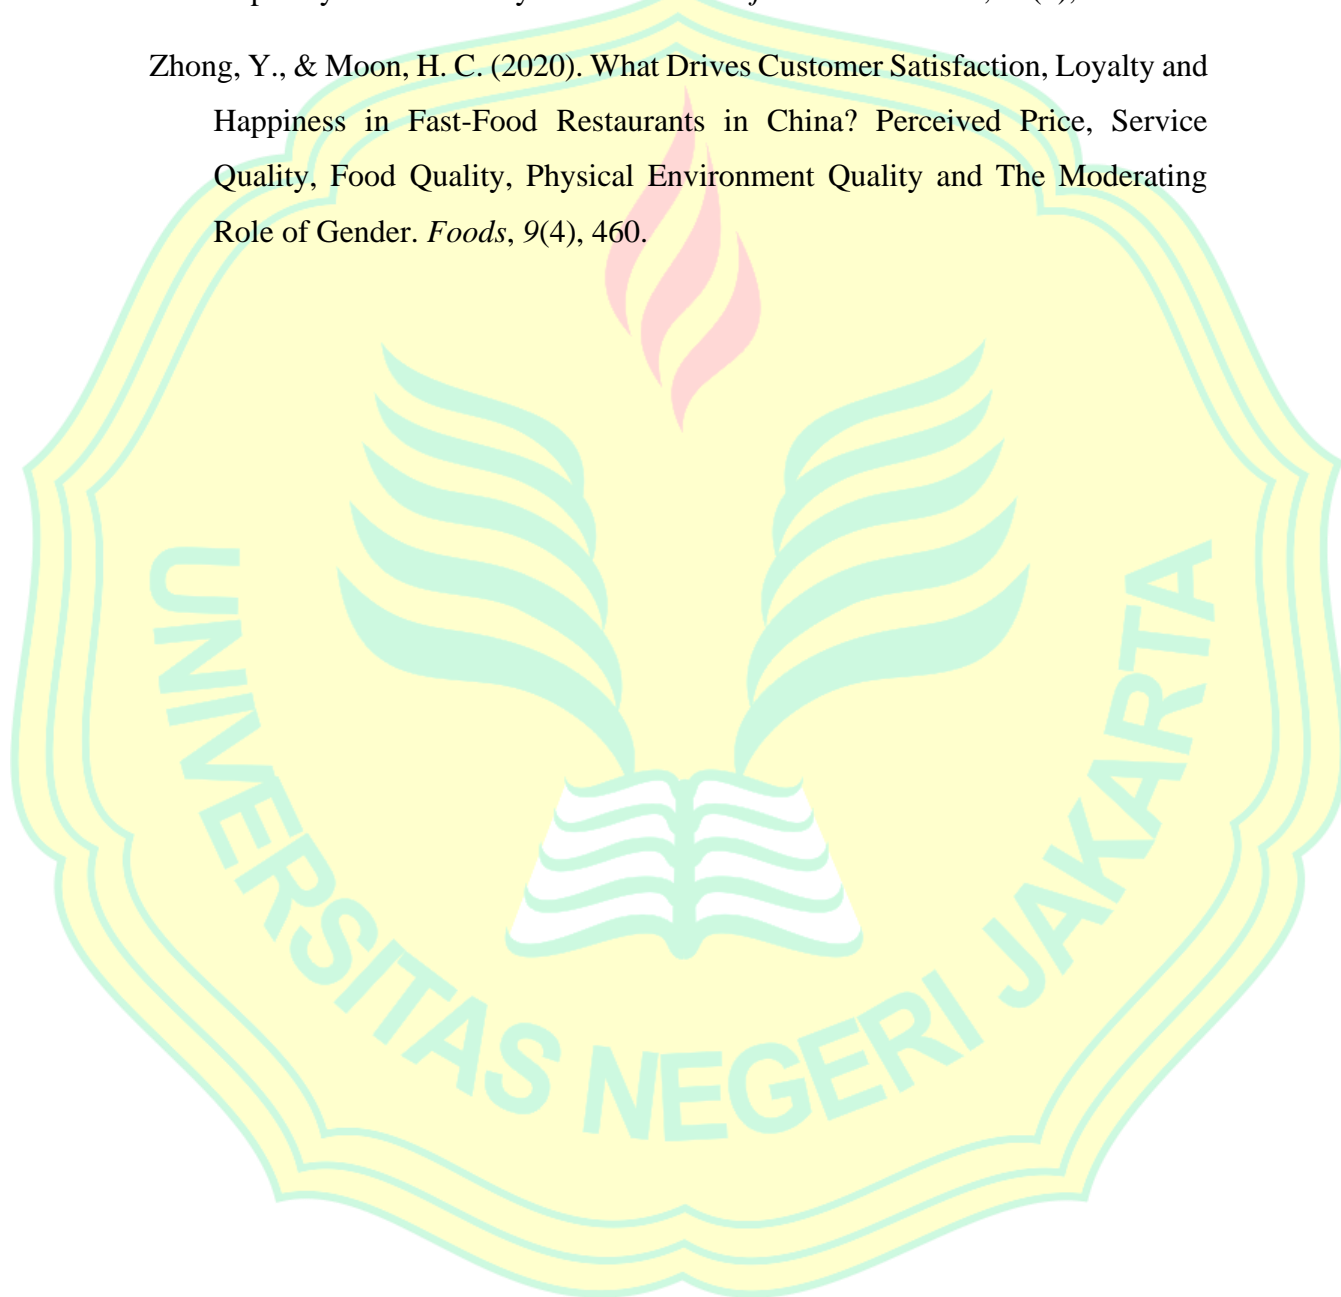 Zhong, Y., & Moon, H. C. (2020). What Drives Customer Satisfaction, Loyalty and
Happiness in Fast-Food Restaurants in China? Perceived Price, Service
Quality, Food Quality, Physical Environment Quality and The Moderating
Role of Gender. Foods, 9(4), 460.
UNIVERSITAS NEGERI JAKARTA